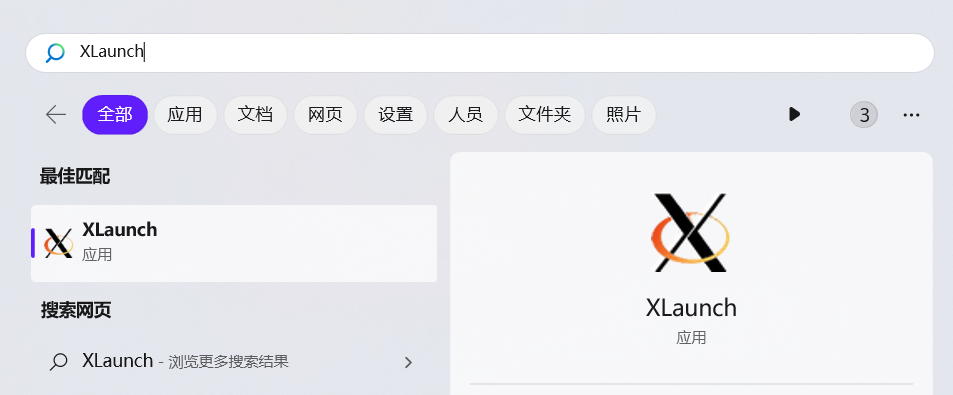 XLaunch
全部 应用 文档 网页 设置 人员 文件夹 照片 3
最佳匹配
XLaunch
应用
搜索网页
XLaunch - 浏览更多搜索结果
XLaunch
应用